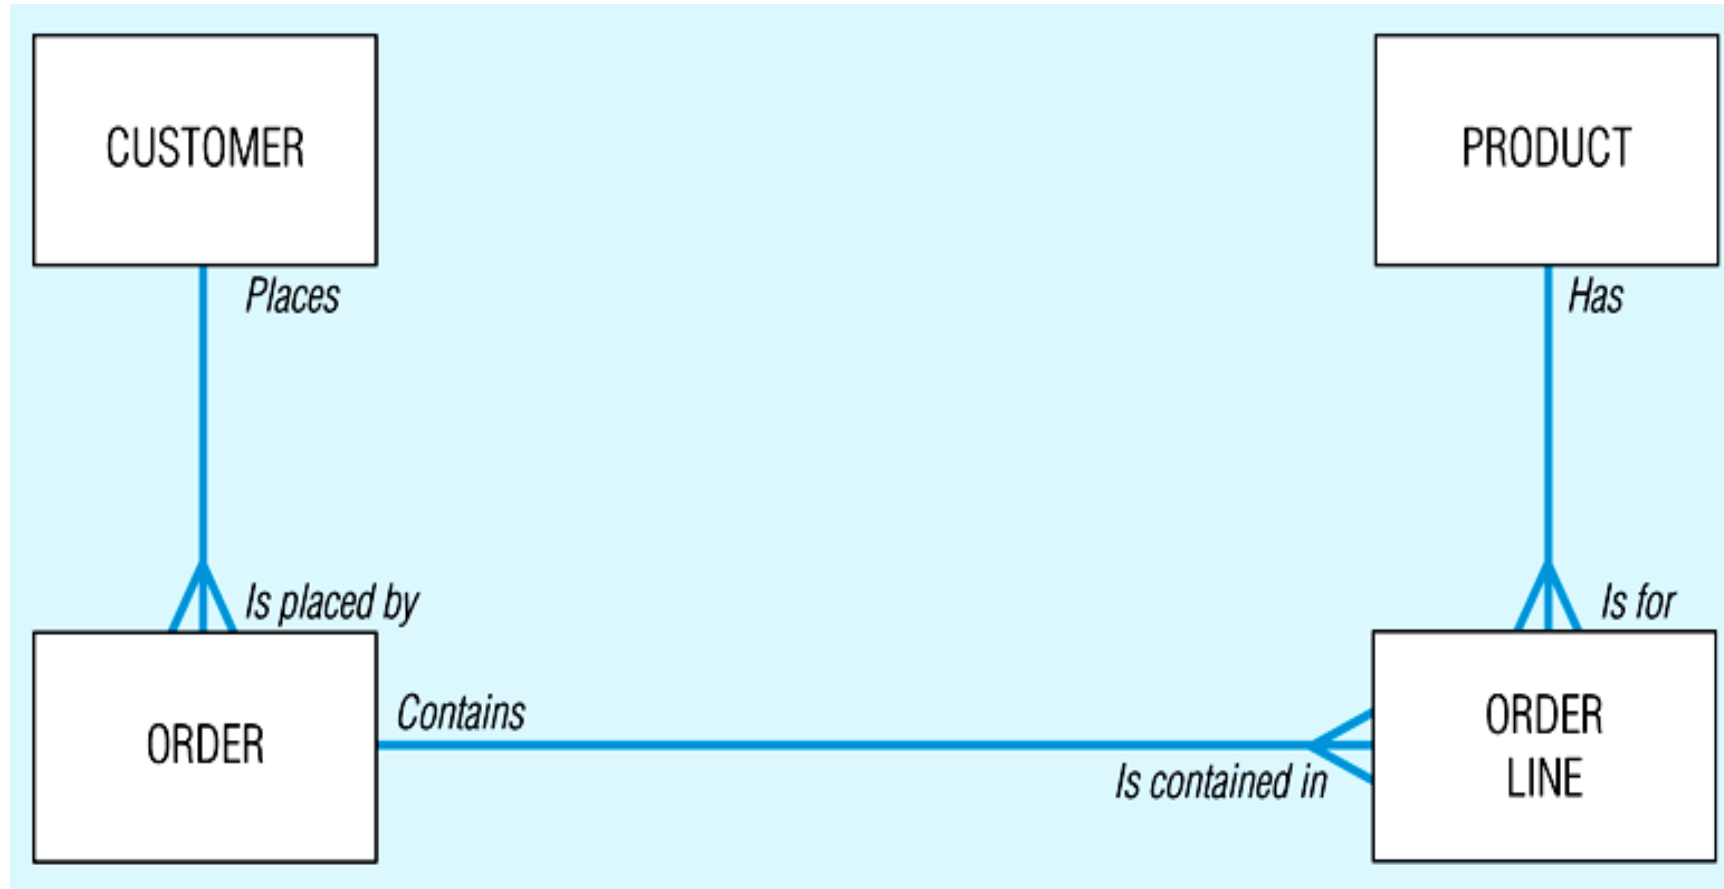 CUSTOMER
PRODUCT
Places
Has
Is placed by
Is for
ORDER
Contains
Is contained in
ORDER
LINE